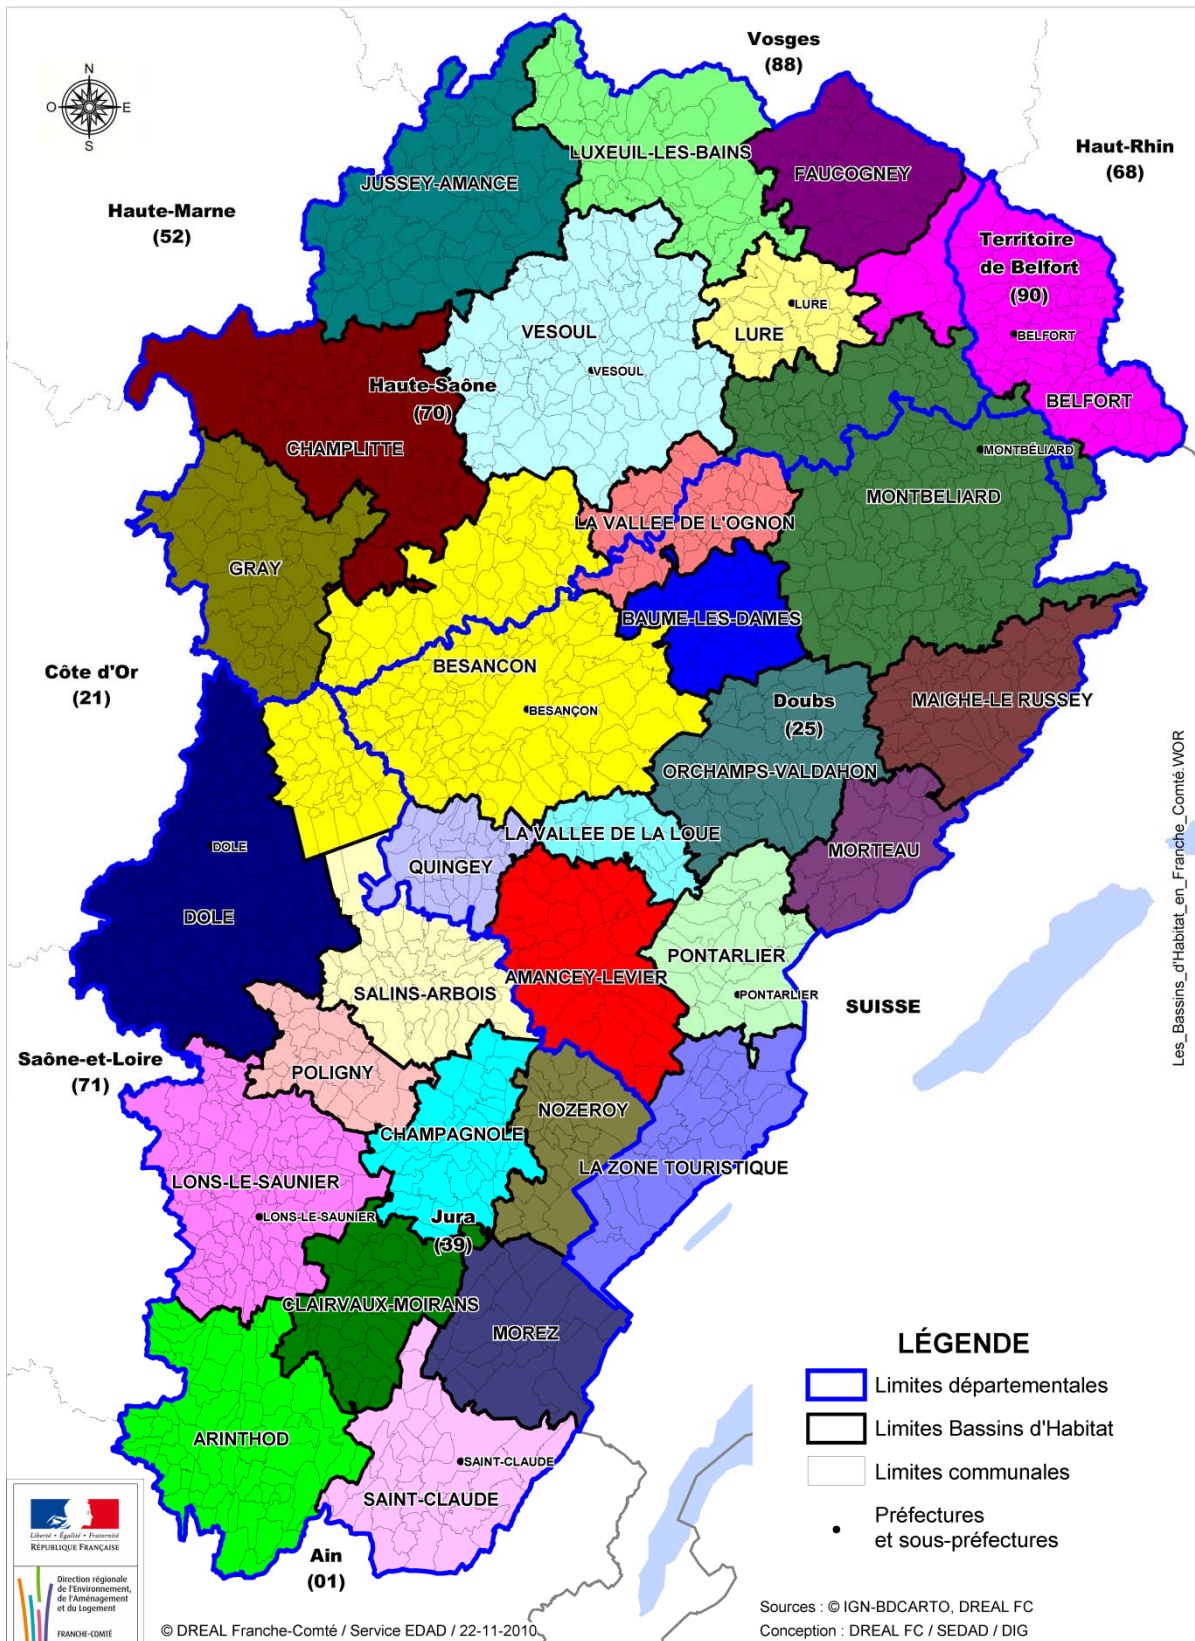 Vosges
(88)
N
O
E
S
LUXEUIL-LES-BAINS
Haut-Rhin
(68)
FAUCOGNEY
JUSSEY-AMANCE
Haute-Marne
(52)
Territoire
de Belfort
(90)
LURE
LURE
VESOUL
BELFORT
VESOUL
Haute-Saône
(70)
BELFORT
CHAMPLITTE
MONTBÉLIARD
MONTBELIARD
LA VALLEE DE L'OGNON
GRAY
BAUME-LES-DAMES
Côte d'Or
(21)
BESANCON
BESANÇON
Doubs
(25)
MAICHE-LE RUSSEY
ORCHAMPS-VALDAHON
LA VALLÉE DE LA LOUE
DOLE
MORTEAU
QUINGEY
DOLE
PONTARLIER
AMANCEY-LEVIER
SALINS-ARBOIS
PONTARLIER
SUISSE
Saône-et-Loire
(71)
POLIGNY
NOZEROY
CHAMPAGNOLE
LA ZONE TOURISTIQUE
LONS-LE-SAUNIER
LONS-LE-SAUNIER
Jura
(39)
CLAIRVAUX-MOIRANS
MOREZ
ARINTHOD
SAINT-CLAUDE
SAINT-CLAUDE
Ain
(01)
Les_Bassins_d'Habitat_en_Franche_Comté.WOR
LÉGENDE
Limites départementales
Limites Bassins d'Habitat
Limites communales
Préfectures
et sous-préfectures
Liberté • Égalité • Fraternité
RÉPUBLIQUE FRANÇAISE
Direction régionale
de l'Environnement,
de l'Aménagement
et du Logement
FRANCHE-COMTÉ
© DREAL Franche-Comté / Service EDAD / 22-11-2010
Sources : © IGN-BDCARTO, DREAL FC
Conception : DREAL FC / SEDAD / DIG